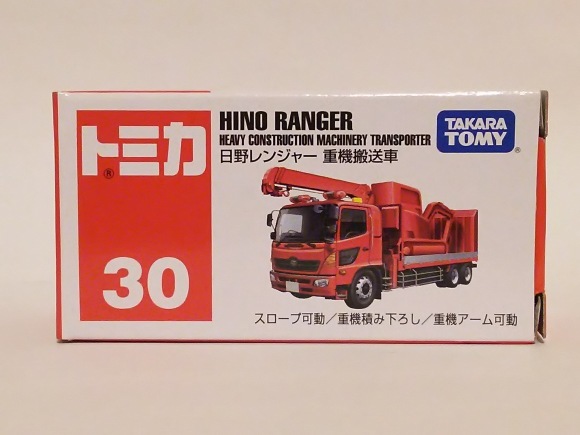 トミカ
®
30
HINO RANGER
HEAVY CONSTRUCTION MACHINERY TRANSPORTER
日野レンジャー 重機搬送車
TAKARA
TOMY
®
スロープ可動／重機積み下ろし／重機アーム可動